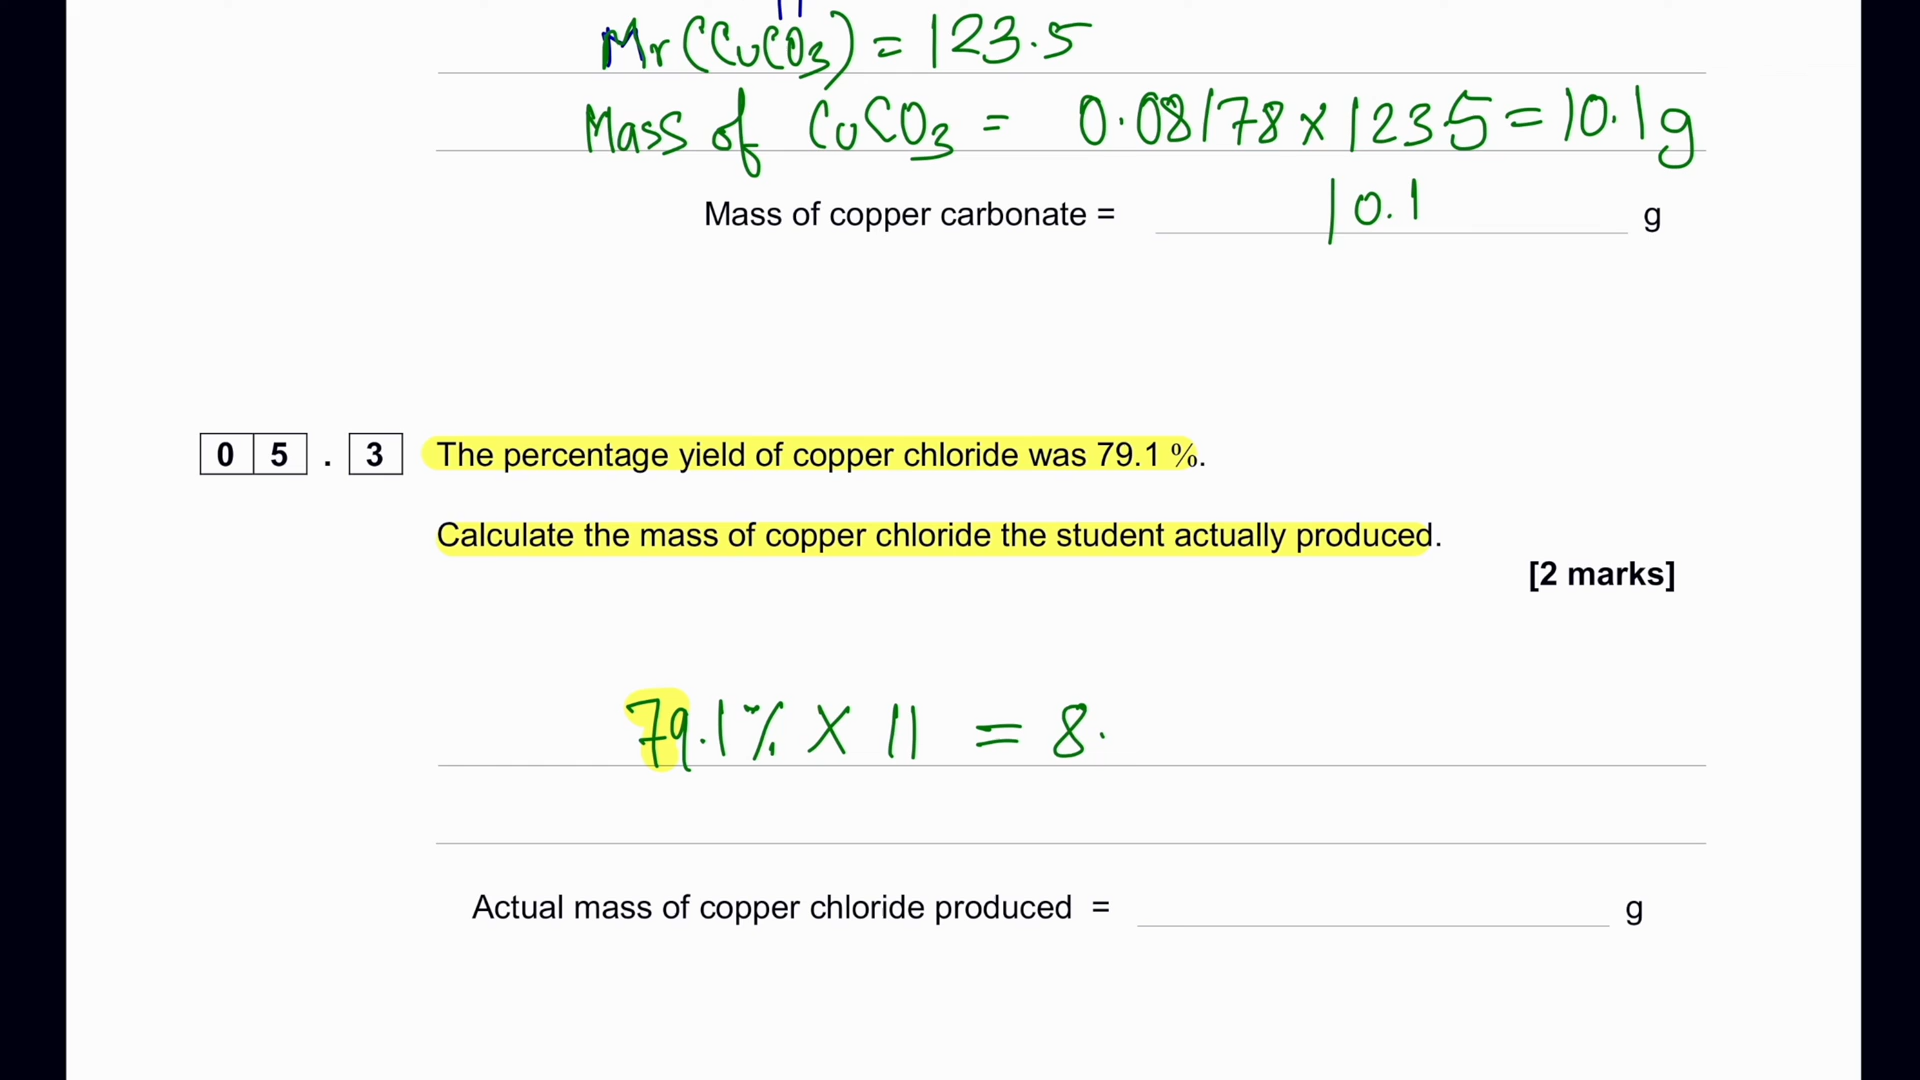 Mr(CuCO3) = 123.5
Mass of CuCO3 = 0.08178 x 123 5 = 10.1g
Mass of copper carbonate = 10.1 g
0 5 . 3 The percentage yield of copper chloride was 79.1 %.
Calculate the mass of copper chloride the student actually produced.
[2 marks]
79.1% X 11 = 8.
Actual mass of copper chloride produced = g